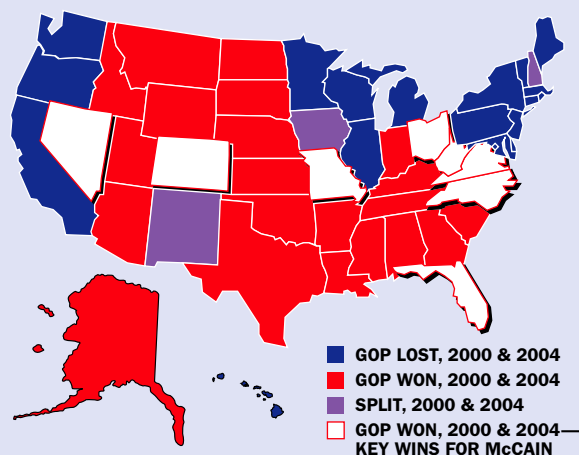 GOP LOST, 2000 & 2004
GOP WON, 2000 & 2004
SPLIT, 2000 & 2004
GOP WON, 2000 & 2004—
KEY WINS FOR McCAIN